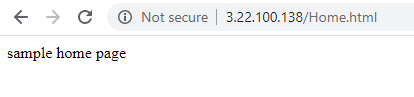 Not secure | 3.22.100.138/Home.html
sample home page